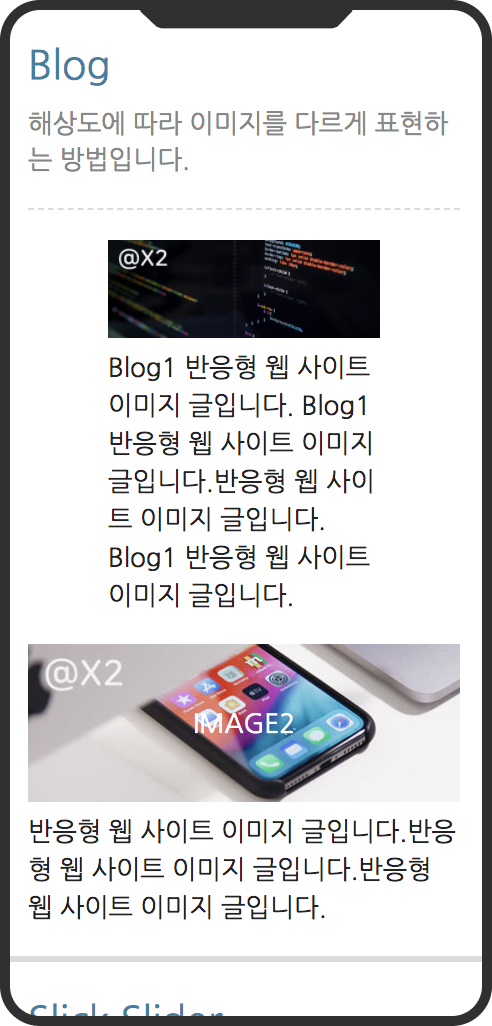 Blog
해상도에 따라 이미지를 다르게 표현하
는 방법입니다.
@X2
Blog1 반응형 웹 사이트
이미지 글입니다. Blog1
반응형 웹 사이트 이미지
글입니다.반응형 웹 사이
트 이미지 글입니다.
Blog1 반응형 웹 사이트
이미지 글입니다.
@X2
IMAGE2
반응형 웹 사이트 이미지 글입니다.반응
형 웹 사이트 이미지 글입니다.반응형
웹 사이트 이미지 글입니다.
Slick Slider